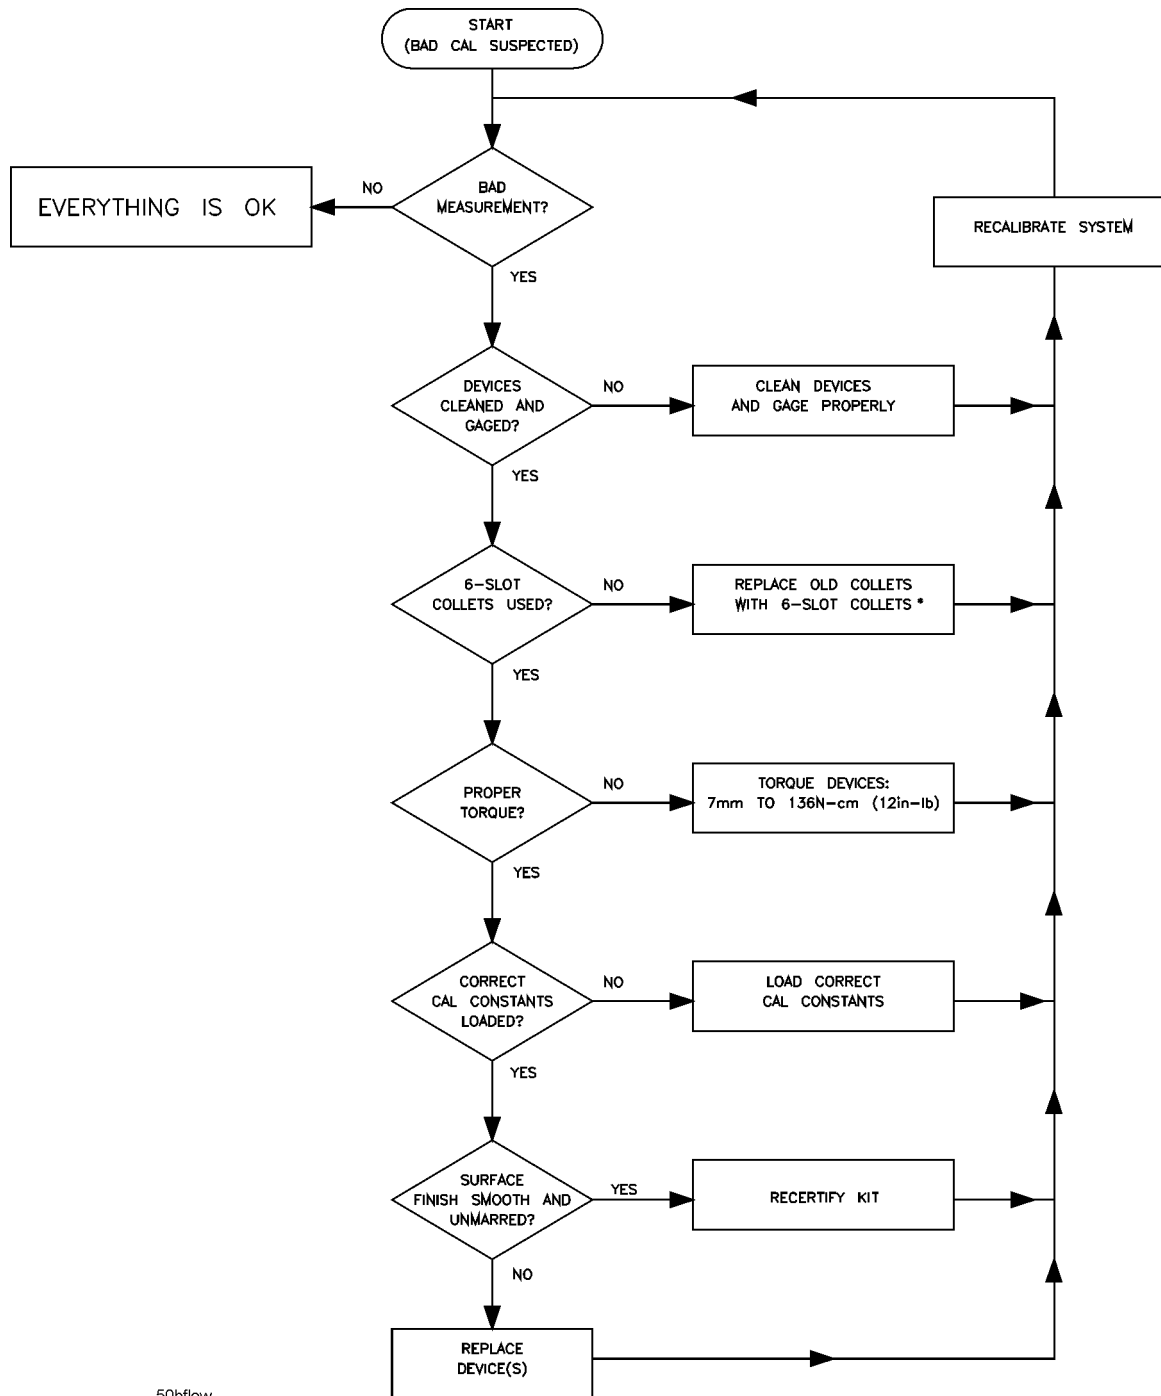 START
(BAD CAL SUSPECTED)
BAD
MEASUREMENT?
NO
EVERYTHING IS OK
RECALIBRATE SYSTEM
YES
DEVICES
CLEANED AND
GAGED?
NO
CLEAN DEVICES
AND GAGE PROPERLY
YES
6-SLOT
COLLETS USED?
NO
REPLACE OLD COLLETS
WITH 6-SLOT COLLETS*
YES
PROPER
TORQUE?
NO
TORQUE DEVICES:
7mm TO 136N-cm (12in-lb)
YES
CORRECT
CAL CONSTANTS
LOADED?
NO
LOAD CORRECT
CAL CONSTANTS
YES
SURFACE
FINISH SMOOTH AND
UNMARRED?
YES
RECERTIFY KIT
NO
REPLACE
DEVICE(S)
50bflow